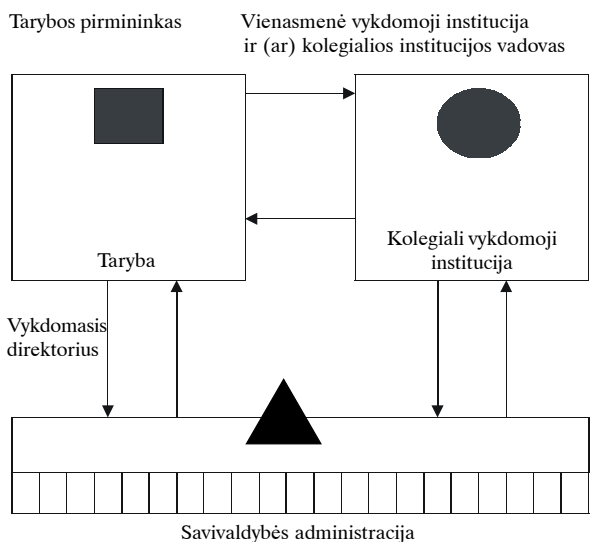 Tarybos pirmininkas
Vienasmenė vykdomoji institucija
ir (ar) kolegialios institucijos vadovas
Taryba
Kolegiali vykdomoji
institucija
Vykdomasis
direktorius
Savivaldybės administracija